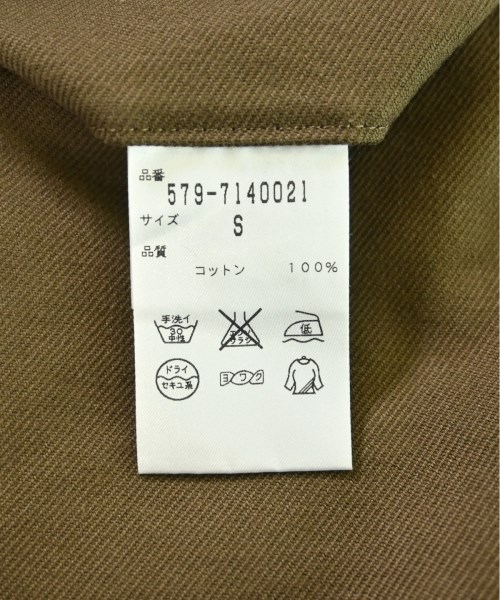 品番
579-7140021
サイズ
S
品質
コットン 100%
手洗イ
30
中性
エンソ
サラシ
低
ドライ
セキユ系
ヨワク